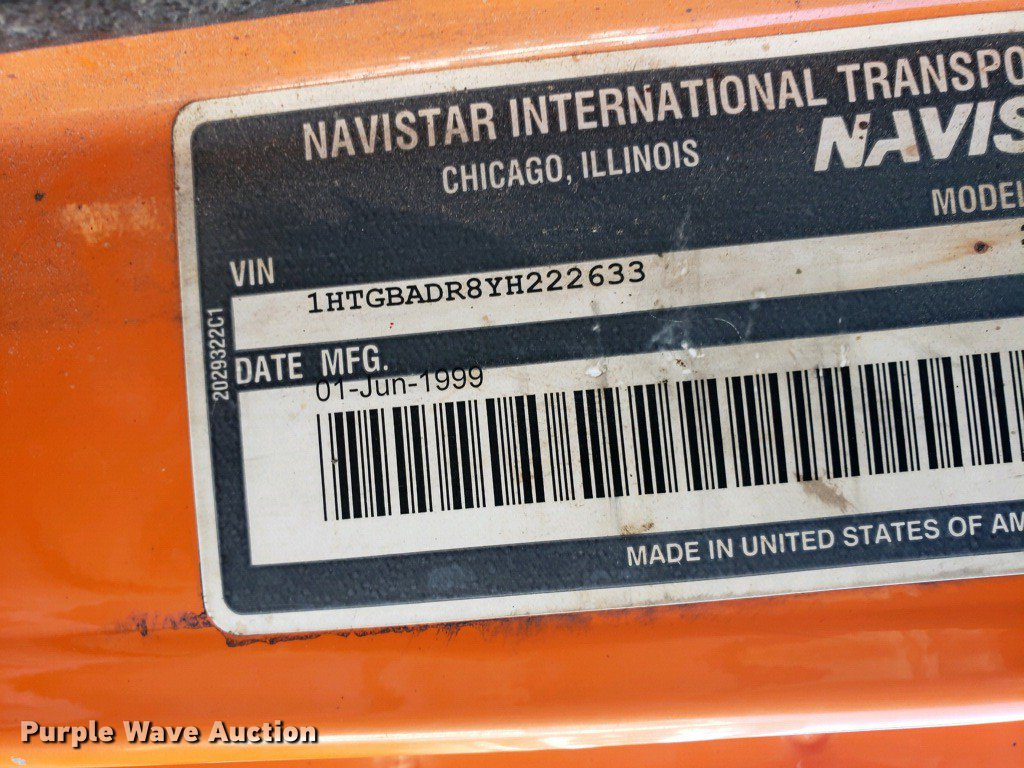 NAVISTAR INTERNATIONAL TRANSPO
CHICAGO, ILLINOIS
NAVIS
MODEL
VIN
1HTGBADR8YH222633
2029322C1
DATE MFG.
01-Jun-1999
MADE IN UNITED STATES OF AM
Purple Wave Auction